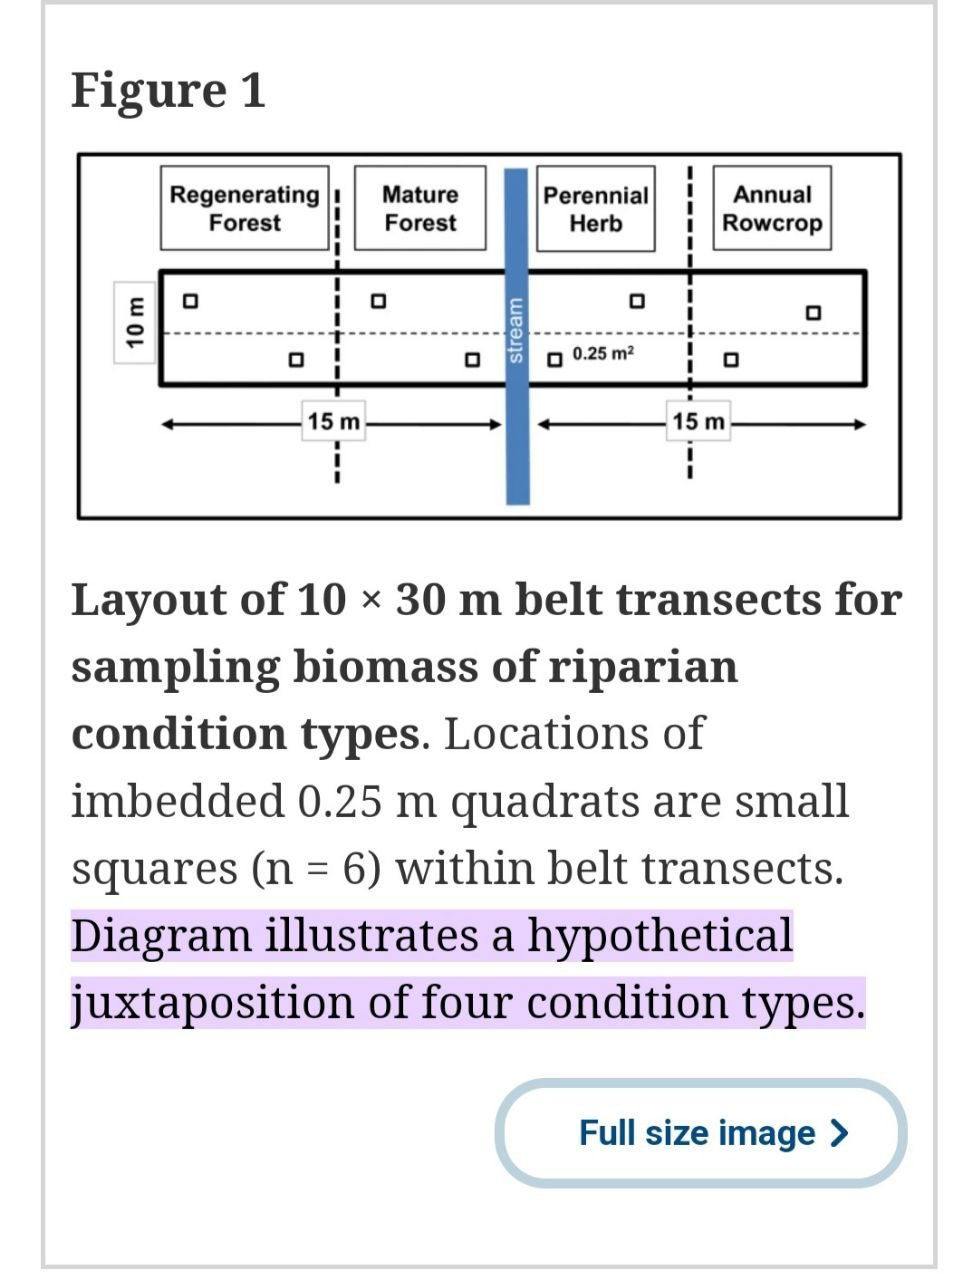 Figure 1
Regenerating
Forest
Mature
Forest
Perennial
Herb
Annual
Rowcrop
10 m
stream
0.25 m²
15 m
15 m
Layout of 10 × 30 m belt transects for
sampling biomass of riparian
condition types. Locations of
imbedded 0.25 m quadrats are small
squares (n = 6) within belt transects.
Diagram illustrates a hypothetical
juxtaposition of four condition types.
Full size image